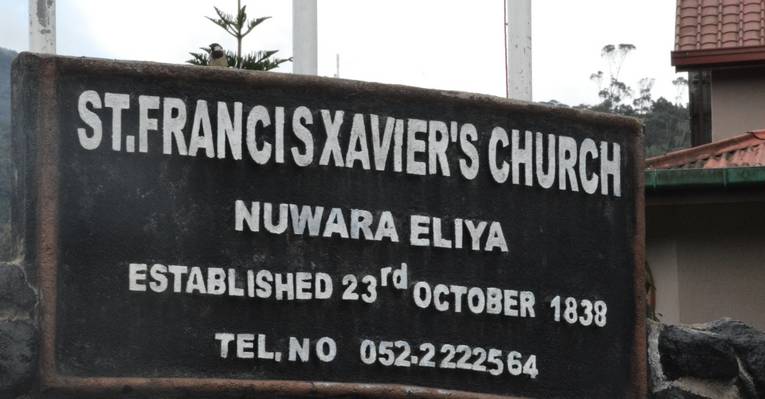 ST.FRANCIS XAVIER'S CHURCH
NUWARA ELIYA
ESTABLISHED 23rd OCTOBER 1838
TEL. NO 052.2222564